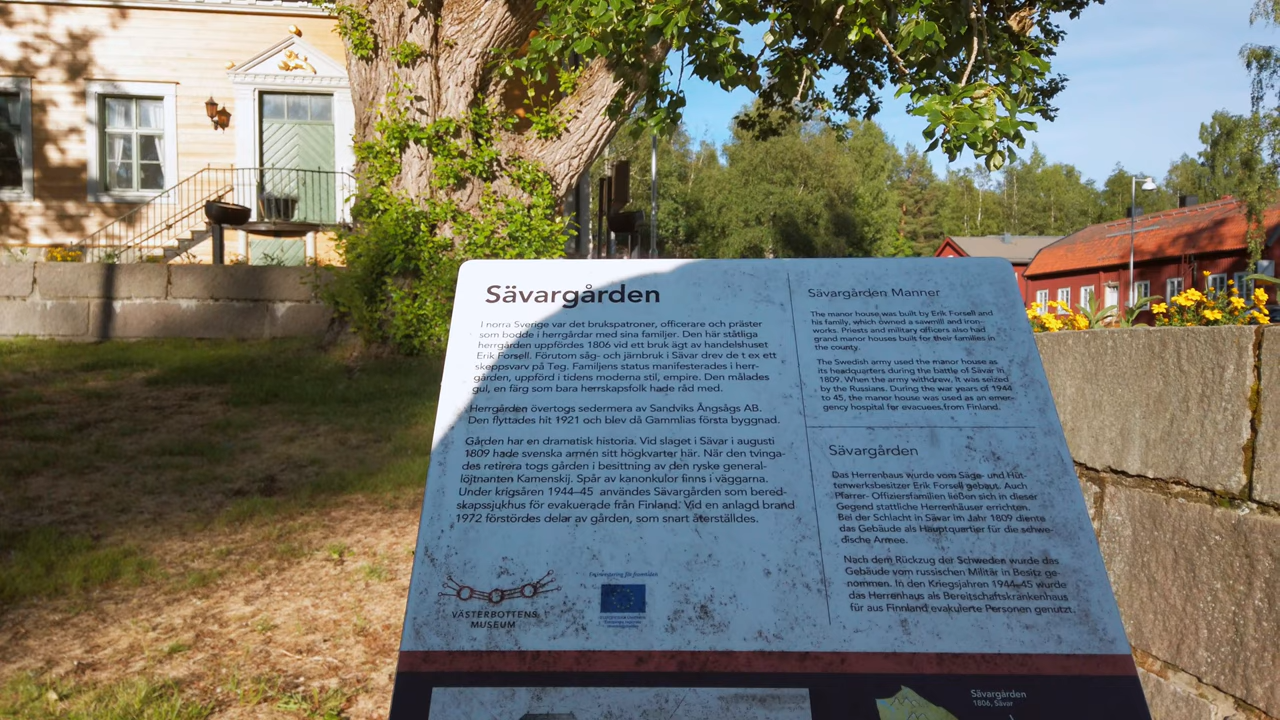 Sävargården
I norra Sverige var det brukspatroner, officerare och präster
som bodde i herrgårdar med sina familjer. Den här ståtliga
herrgården uppfördes 1806 vid ett bruk ägt av handelshuset
Erik Forsell. Förutom såg- och järnbruk i Sävar drev de t ex ett
skeppsvarv på Teg. Familjens status manifesterades i herr-
gården, uppförd i tidens moderna stil, empire. Den målades
gul, en färg som bara herrskapsfolk hade råd med.
Herrgården övertogs sedermera av Sandviks Ångsågs AB.
Den flyttades hit 1921 och blev då Gammlias första byggnad.
Gården har en dramatisk historia. Vid slaget i Sävar i augusti
1809 hade svenska armén sitt högkvarter här. När den tvinga-
des retirera togs gården i besittning av den ryske general-
löjtnanten Kamenskij. Spår av kanonkulor finns i väggarna.
Under krigsåren 1944–45 användes Sävargården som bered-
skapssjukhus för evakuerade från Finland. Vid en anlagd brand
1972 förstördes delar av gården, som snart återställdes.
VÄSTERBOTTENS
MUSEUM
Sävargården Manner
The manor house was built by Erik Forsell and
his family, which owned a sawmill and iron-
works. Priests and military officers also had
grand manor houses built for their families in
the county.
The Swedish army used the manor house as
its headquarters during the battle of Sävar in
1809. When the army withdrew, it was seized
by the Russians. During the war years of 1944
to 45, the manor house was used as an emer-
gency hospital for evacuees from Finland.
Sävargården
Das Herrenhaus wurde vom Säge- und Hüt-
tenwerksbesitzer Erik Forsell gebaut. Auch
Pfarrer- Offiziersfamilien ließen sich in dieser
Gegend stattliche Herrenhäuser errichten.
Bei der Schlacht in Sävar im Jahr 1809 diente
das Gebäude als Hauptquartier für die schwe-
dische Armee.
Nach dem Rückzug der Schweden wurde das
Gebäude vom russischen Militär in Besitz ge-
nommen. In den Kriegsjahren 1944–45 wurde
das Herrenhaus als Bereitschaftskrankenhaus
für aus Finnland evakuierte Personen genutzt.
Sävargården
1806, Sävar